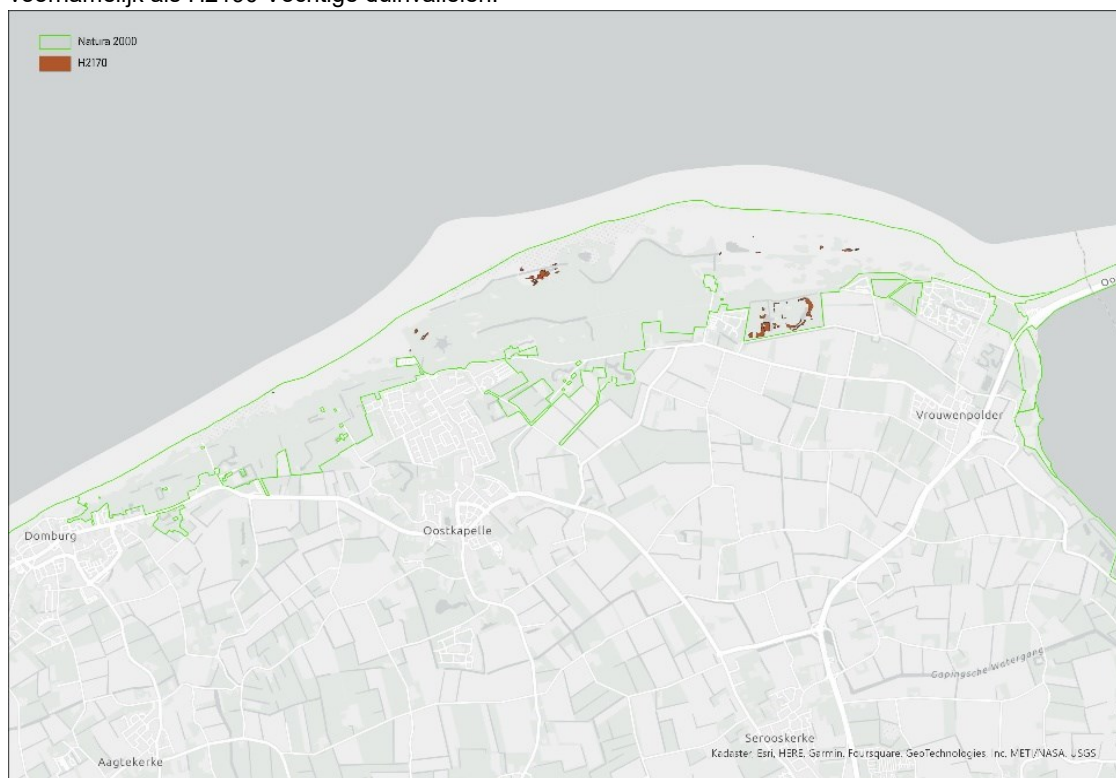 Natura 2000
H2170
Vrouwenpolder
Oostkapelle
Domburg
Gapingsche Watergang
Serooskerke
Kadaster, Esri, HERE, Garmin, Foursquare, GeoTechnologies, Inc, METI/NASA, USGS
Aagtekerke